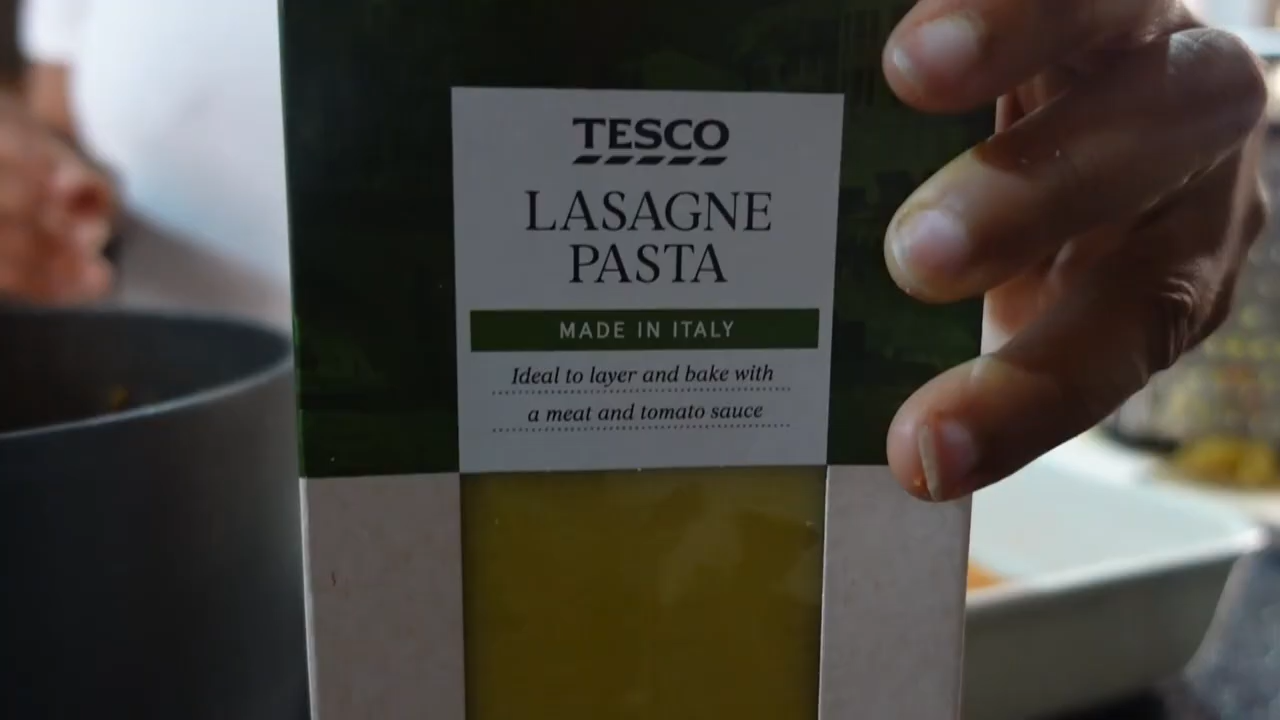 TESCO
LASAGNE
PASTA
MADE IN ITALY
Ideal to layer and bake with
a meat and tomato sauce